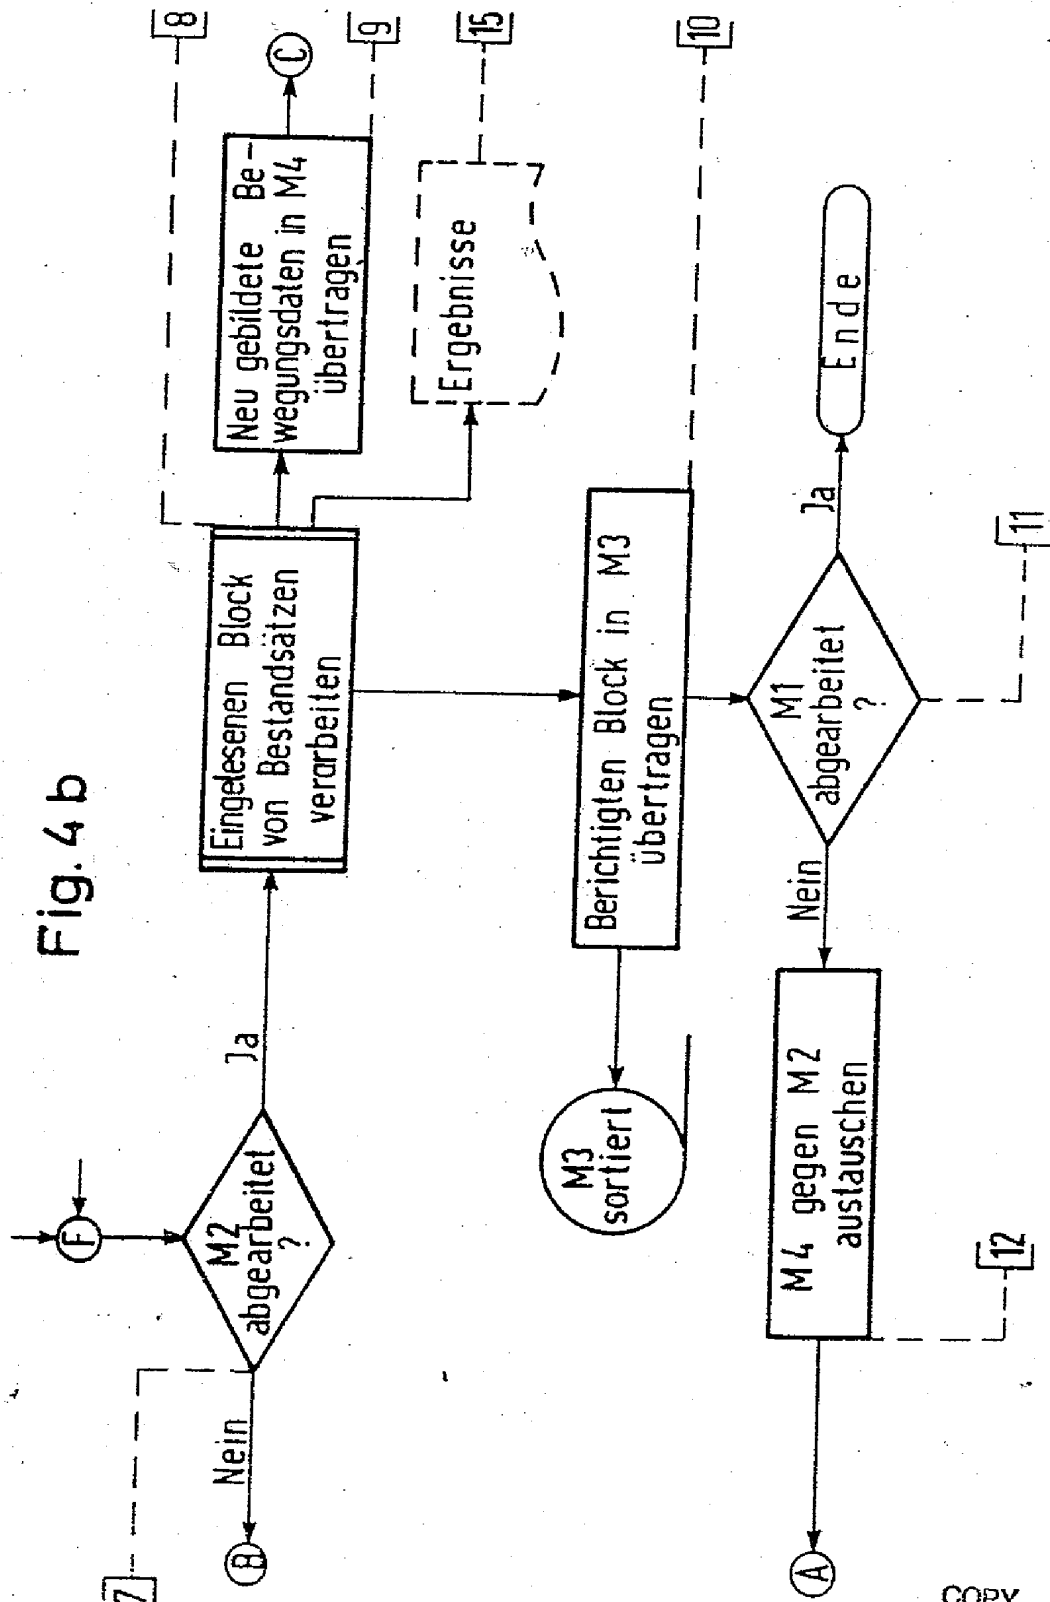 Fig. 4b
F
7
M2
abgearbeitet
?
Nein
B
Ja
8
Eingelesenen Block
von Bestandsätzen
verarbeiten
Neu gebildete Be-
wegungsdaten in M4
übertragen
C
9
Ergebnisse
15
Berichtigten Block in M3
übertragen
10
M3
sortiert
M1
abgearbeitet
?
Ja
Ende
11
Nein
M4 gegen M2
austauschen
12
A
COPY